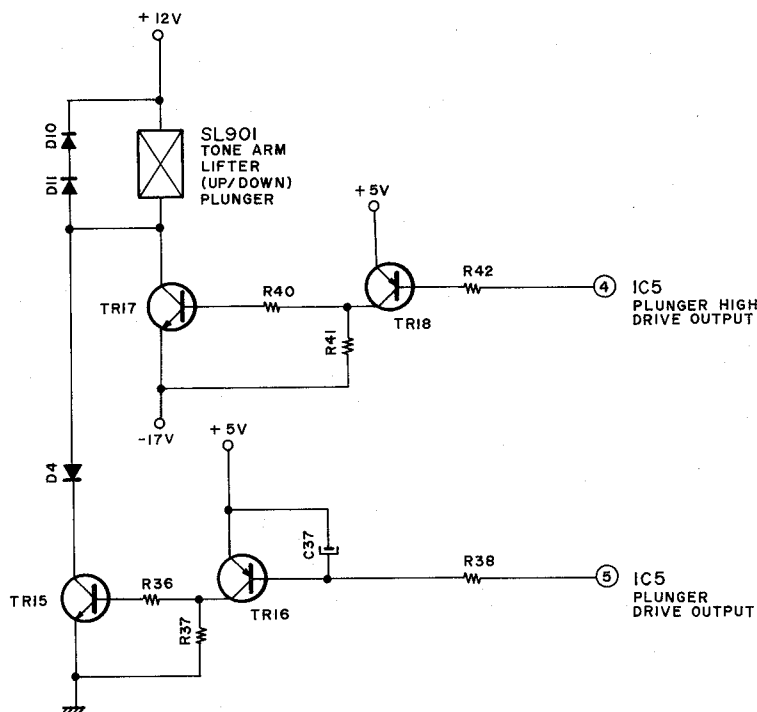 +12V
D10
D11
SL901
TONE ARM
LIFTER
(UP/DOWN)
PLUNGER
+5V
TR17
R40
R41
TR18
R42
4
IC5
PLUNGER HIGH
DRIVE OUTPUT
-17V
+5V
D4
C37
TR15
R36
R37
TR16
R38
5
IC5
PLUNGER
DRIVE OUTPUT